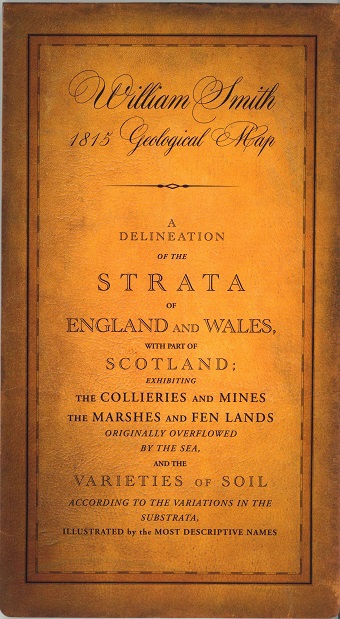 William Smith
1815 Geological Map
A
DELINEATION
OF THE
STRATA
OF
ENGLAND AND WALES,
WITH PART OF
SCOTLAND;
EXHIBITING
THE COLLIERIES AND MINES
THE MARSHES AND FEN LANDS
ORIGINALLY OVERFLOWED
BY THE SEA,
AND THE
VARIETIES OF SOIL
ACCORDING TO THE VARIATIONS IN THE
SUBSTRATA,
ILLUSTRATED by the MOST DESCRIPTIVE NAMES